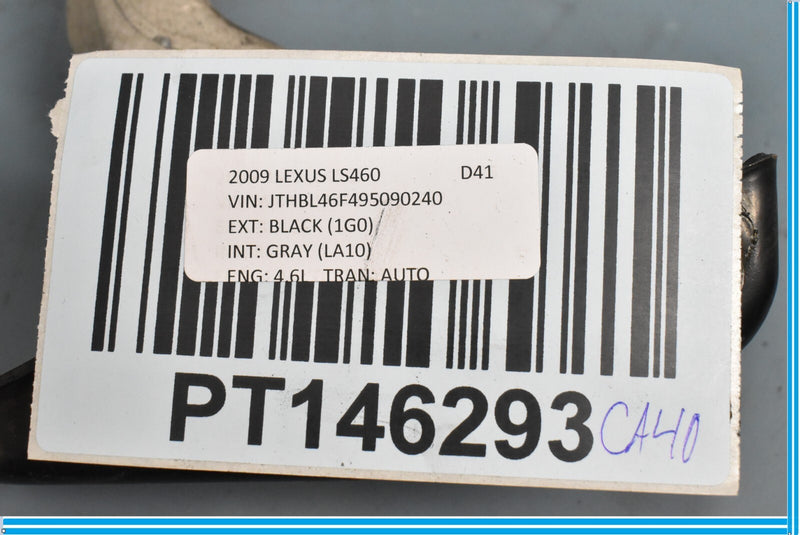 2009 LEXUS LS460 D41
VIN: JTHBL46F495090240
EXT: BLACK (1G0)
INT: GRAY (LA10)
ENG: 4.6L TRAN: AUTO
PT146293 CA40